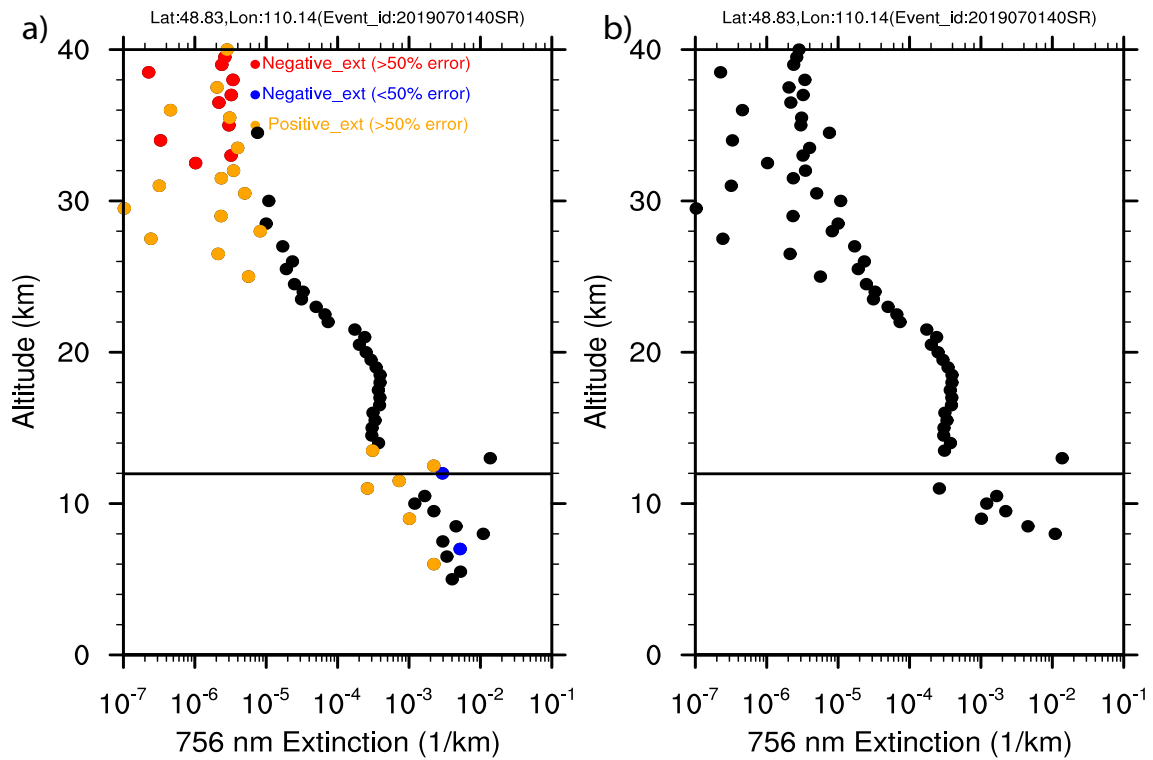 a)
Lat:48.83,Lon:110.14(Event_id:2019070140SR)
Negative_ext (>50% error)
Negative_ext (<50% error)
Positive_ext (>50% error)
40
30
20
10
0
Altitude (km)
10-7 10-6 10-5 10-4 10-3 10-2 10-1
756 nm Extinction (1/km)
b)
Lat:48.83,Lon:110.14(Event_id:2019070140SR)
40
30
20
10
0
Altitude (km)
10-7 10-6 10-5 10-4 10-3 10-2 10-1
756 nm Extinction (1/km)